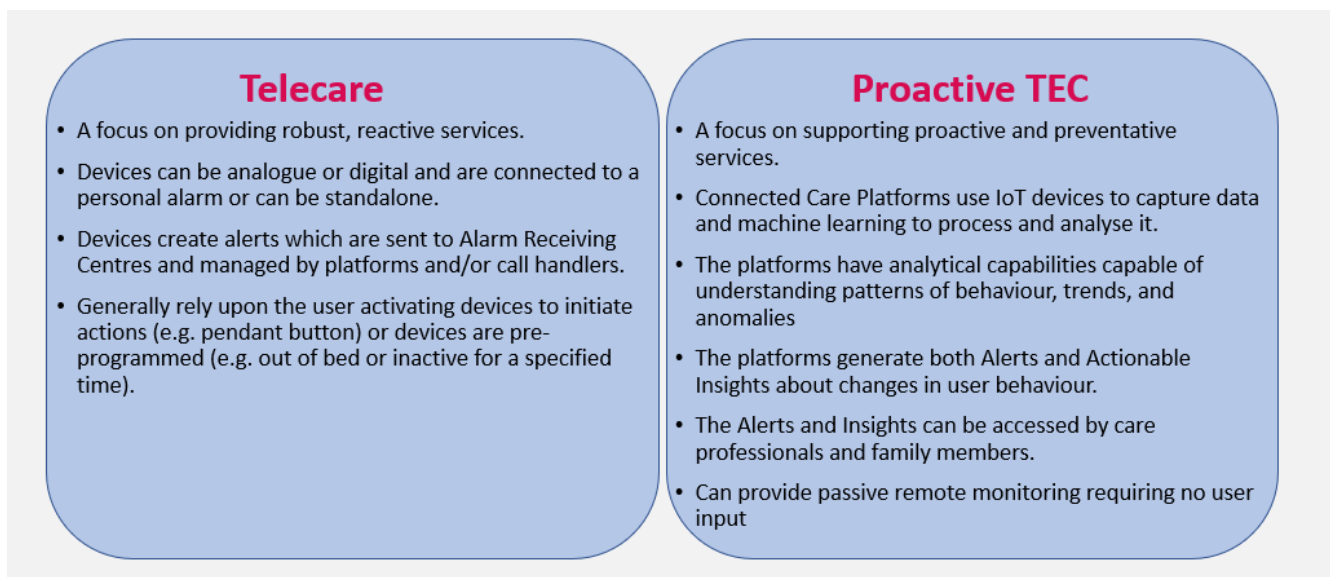 Telecare
• A focus on providing robust, reactive services.
• Devices can be analogue or digital and are connected to a
personal alarm or can be standalone.
• Devices create alerts which are sent to Alarm Receiving
Centres and managed by platforms and/or call handlers.
• Generally rely upon the user activating devices to initiate
actions (e.g. pendant button) or devices are pre-
programmed (e.g. out of bed or inactive for a specified
time).
Proactive TEC
• A focus on supporting proactive and preventative
services.
• Connected Care Platforms use IoT devices to capture data
and machine learning to process and analyse it.
• The platforms have analytical capabilities capable of
understanding patterns of behaviour, trends, and
anomalies
• The platforms generate both Alerts and Actionable
Insights about changes in user behaviour.
• The Alerts and Insights can be accessed by care
professionals and family members.
• Can provide passive remote monitoring requiring no user
input